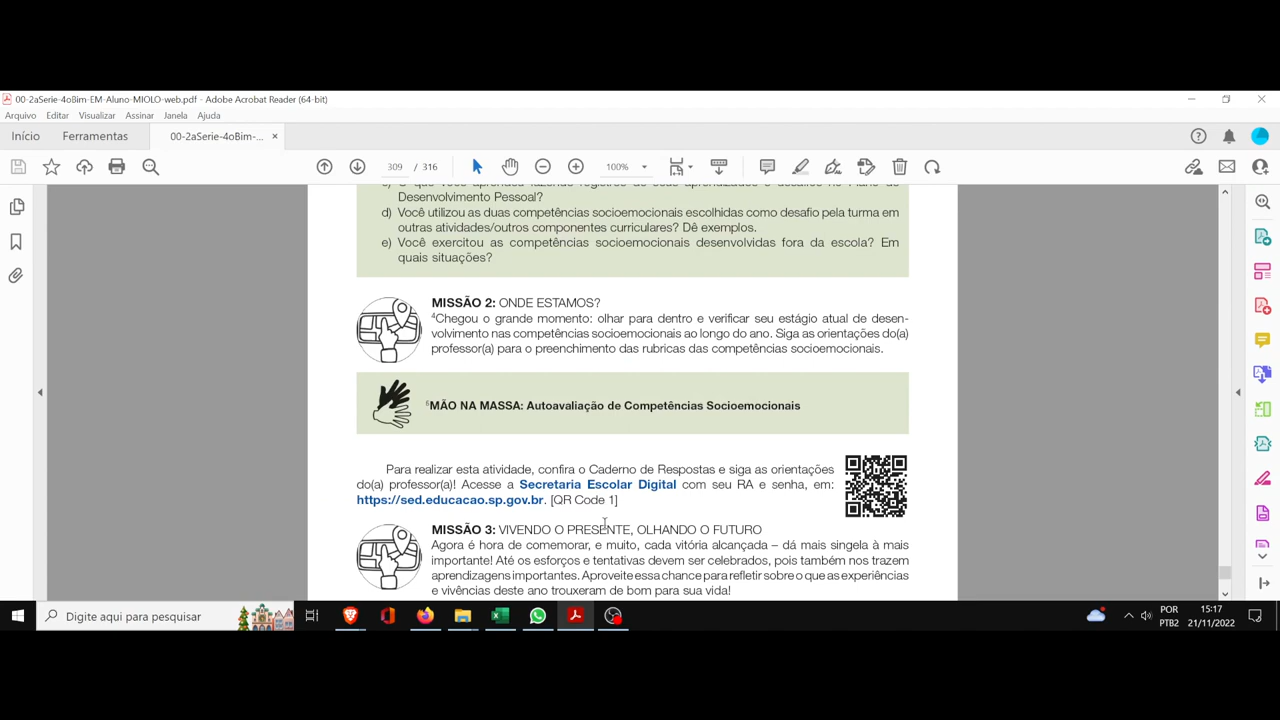 00-2aSerie-4oBim-EM-Aluno-MIOLO-web.pdf - Adobe Acrobat Reader (64-bit)
Arquivo Editar Visualizar Assinar Janela Ajuda
Início Ferramentas 00-2aSerie-4oBim-... ×
309 / 316 100%
Desenvolvimento Pessoal?
d) Você utilizou as duas competências socioemocionais escolhidas como desafio pela turma em
outras atividades/outros componentes curriculares? Dê exemplos.
e) Você exercitou as competências socioemocionais desenvolvidas fora da escola? Em
quais situações?
MISSÃO 2: ONDE ESTAMOS?
⁴Chegou o grande momento: olhar para dentro e verificar seu estágio atual de desen-
volvimento nas competências socioemocionais ao longo do ano. Siga as orientações do(a)
professor(a) para o preenchimento das rubricas das competências socioemocionais.
⁶MÃO NA MASSA: Autoavaliação de Competências Socioemocionais
Para realizar esta atividade, confira o Caderno de Respostas e siga as orientações
do(a) professor(a)! Acesse a Secretaria Escolar Digital com seu RA e senha, em:
https://sed.educacao.sp.gov.br. [QR Code 1]
MISSÃO 3: VIVENDO O PRESENTE, OLHANDO O FUTURO
Agora é hora de comemorar, e muito, cada vitória alcançada – dá mais singela à mais
importante! Até os esforços e tentativas devem ser celebrados, pois também nos trazem
aprendizagens importantes. Aproveite essa chance para refletir sobre o que as experiências
e vivências deste ano trouxeram de bom para sua vida!
Digite aqui para pesquisar
POR
PTB2
15:17
21/11/2022